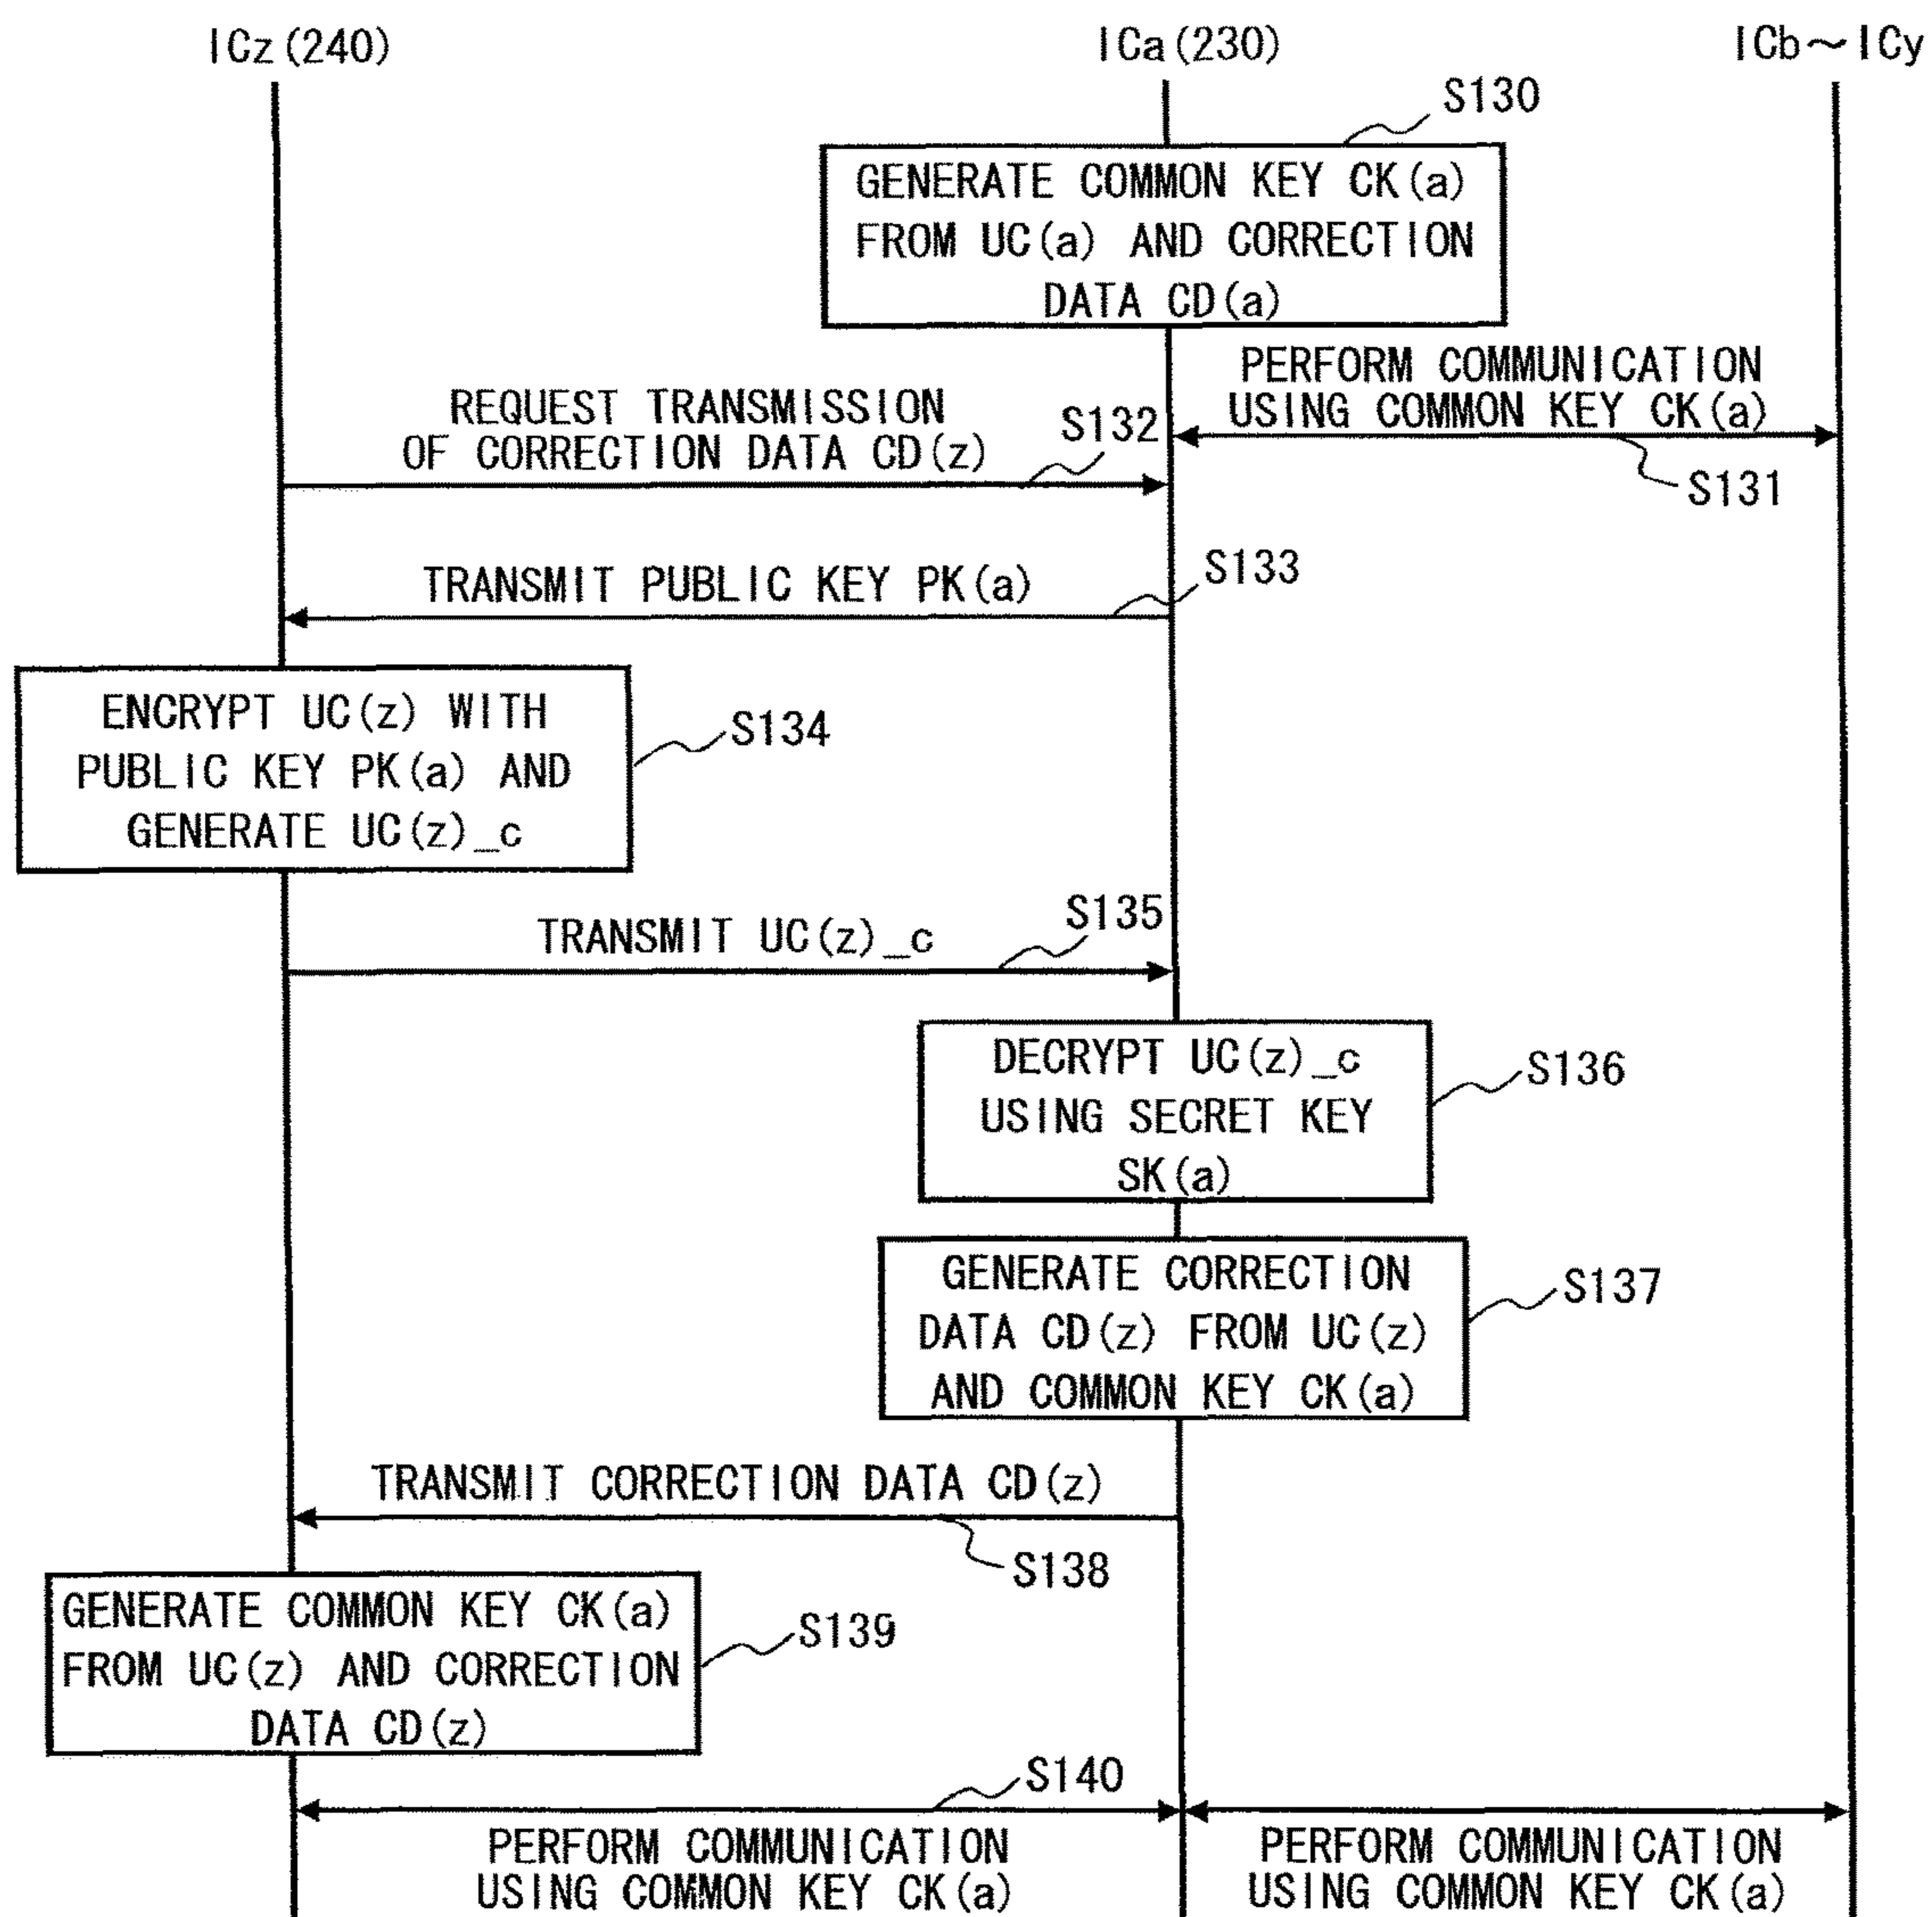 ICz(240)
ICa(230)
ICb~ICy
S130
GENERATE COMMON KEY CK(a)
FROM UC(a) AND CORRECTION
DATA CD(a)
PERFORM COMMUNICATION
USING COMMON KEY CK(a)
S131
REQUEST TRANSMISSION
OF CORRECTION DATA CD(z)
S132
TRANSMIT PUBLIC KEY PK(a)
S133
ENCRYPT UC(z) WITH
PUBLIC KEY PK(a) AND
GENERATE UC(z)_c
S134
TRANSMIT UC(z)_c
S135
DECRYPT UC(z)_c
USING SECRET KEY
SK(a)
S136
GENERATE CORRECTION
DATA CD(z) FROM UC(z)
AND COMMON KEY CK(a)
S137
TRANSMIT CORRECTION DATA CD(z)
S138
GENERATE COMMON KEY CK(a)
FROM UC(z) AND CORRECTION
DATA CD(z)
S139
S140
PERFORM COMMUNICATION
USING COMMON KEY CK(a)
PERFORM COMMUNICATION
USING COMMON KEY CK(a)